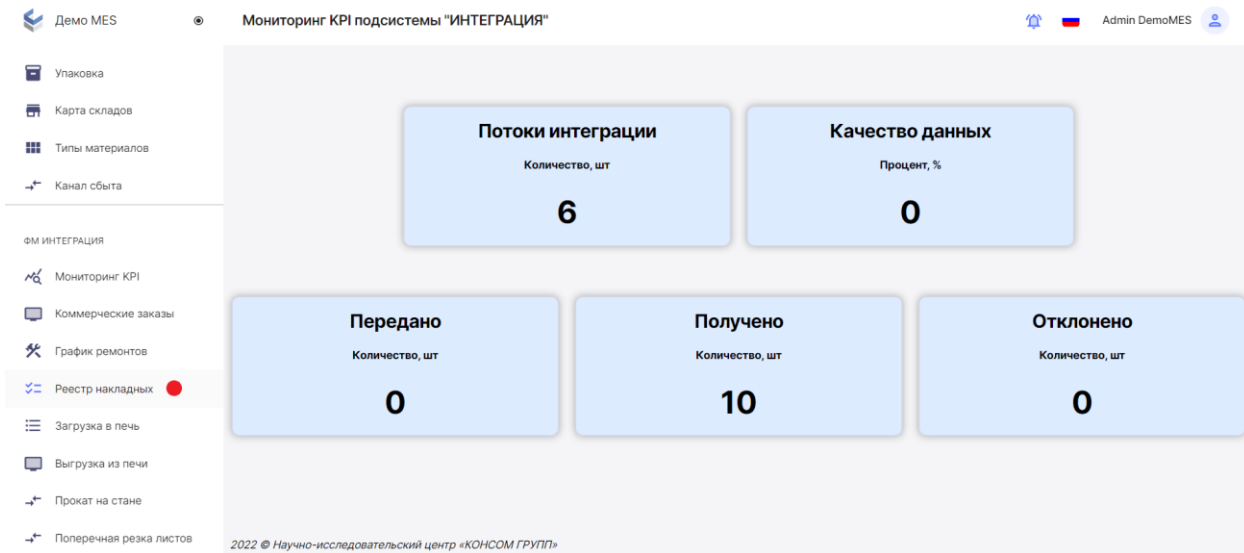 Демо MES
Мониторинг KPI подсистемы "ИНТЕГРАЦИЯ"
Admin DemoMES
Упаковка
Карта складов
Типы материалов
Канал сбыта
ФМ ИНТЕГРАЦИЯ
Мониторинг KPI
Коммерческие заказы
График ремонтов
Реестр накладных
Загрузка в печь
Выгрузка из печи
Прокат на стане
Поперечная резка листов
Потоки интеграции
Количество, шт
6
Качество данных
Процент, %
0
Передано
Количество, шт
0
Получено
Количество, шт
10
Отклонено
Количество, шт
0
2022 © Научно-исследовательский центр «КОНСОМ ГРУПП»